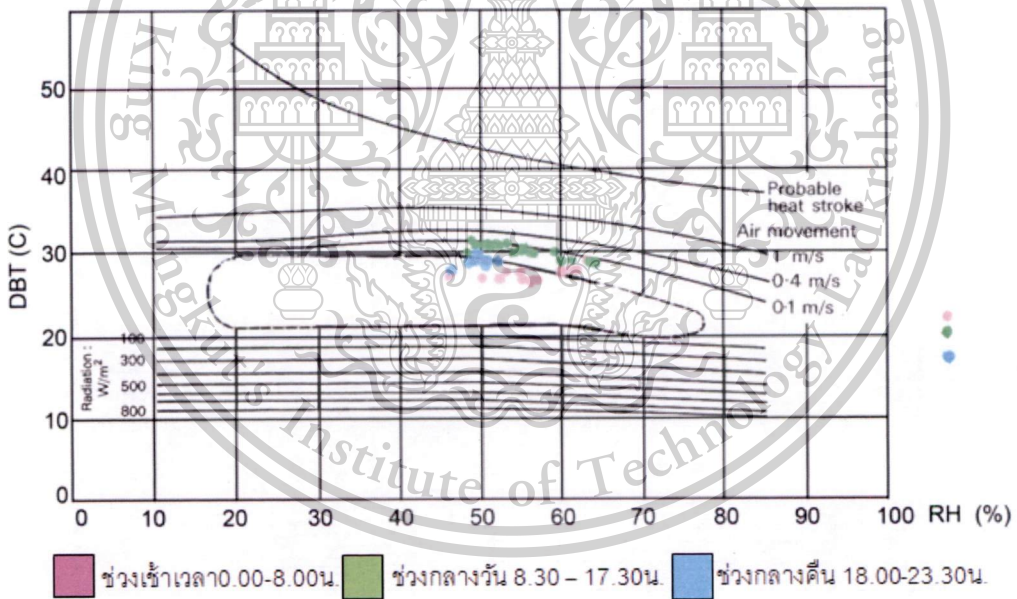 50
40
30
20
10
0
DBT (C)
Probable
heat stroke
Air movement
1 m/s
0·4 m/s
0·1 m/s
Radiation :
W/m²
100
300
500
800
0 10 20 30 40 50 60 70 80 90 100 RH (%)
King Mongkut's Institute of Technology Ladkrabang
ช่วงเช้าเวลา0.00-8.00น. ช่วงกลางวัน 8.30 – 17.30น. ช่วงกลางคืน 18.00-23.30น.